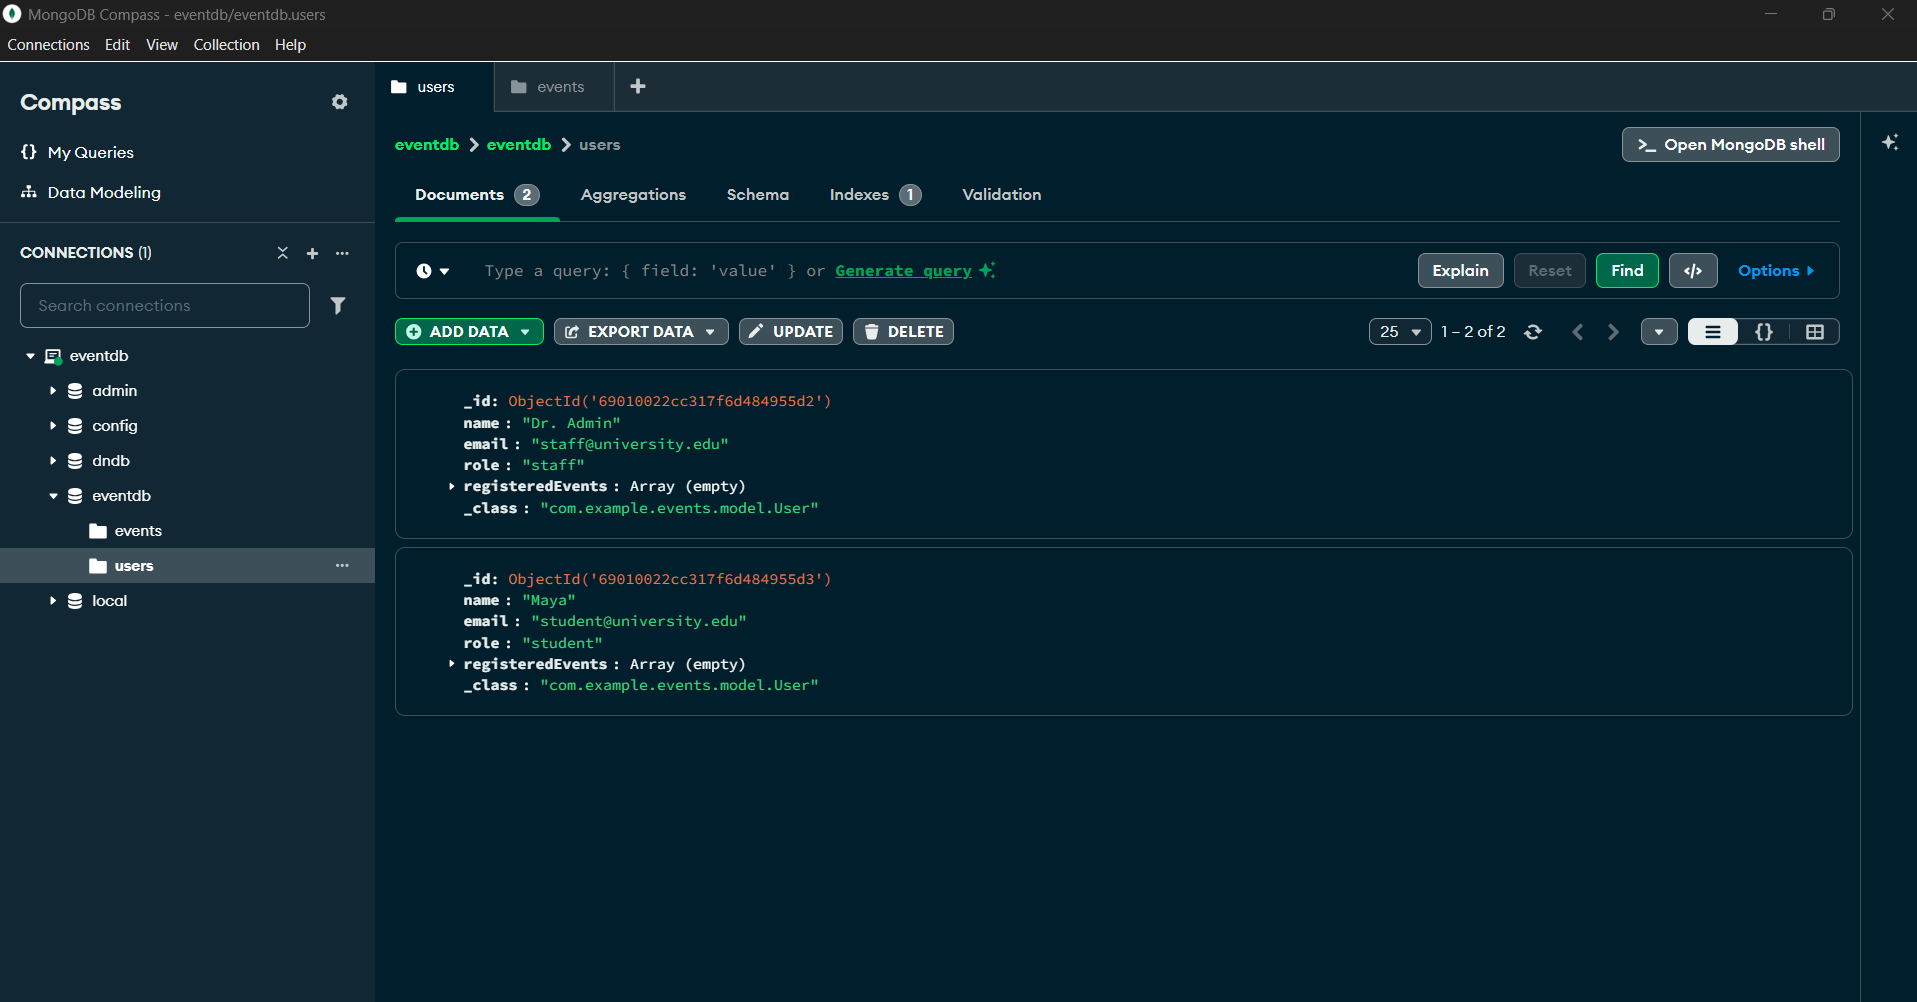 MongoDB Compass - eventdb/eventdb.users
Connections Edit View Collection Help
Compass
{} My Queries
Data Modeling
CONNECTIONS (1)
Search connections
eventdb
admin
config
dndb
eventdb
events
users
local
users events
eventdb > eventdb > users
>_ Open MongoDB shell
Documents 2 Aggregations Schema Indexes 1 Validation
Type a query: { field: 'value' } or Generate query
Explain Reset Find </> Options
ADD DATA EXPORT DATA UPDATE DELETE
25 1 – 2 of 2 {}
_id: ObjectId('69010022cc317f6d484955d2')
name : "Dr. Admin"
email : "staff@university.edu"
role : "staff"
registeredEvents : Array (empty)
_class : "com.example.events.model.User"
_id: ObjectId('69010022cc317f6d484955d3')
name : "Maya"
email : "student@university.edu"
role : "student"
registeredEvents : Array (empty)
_class : "com.example.events.model.User"